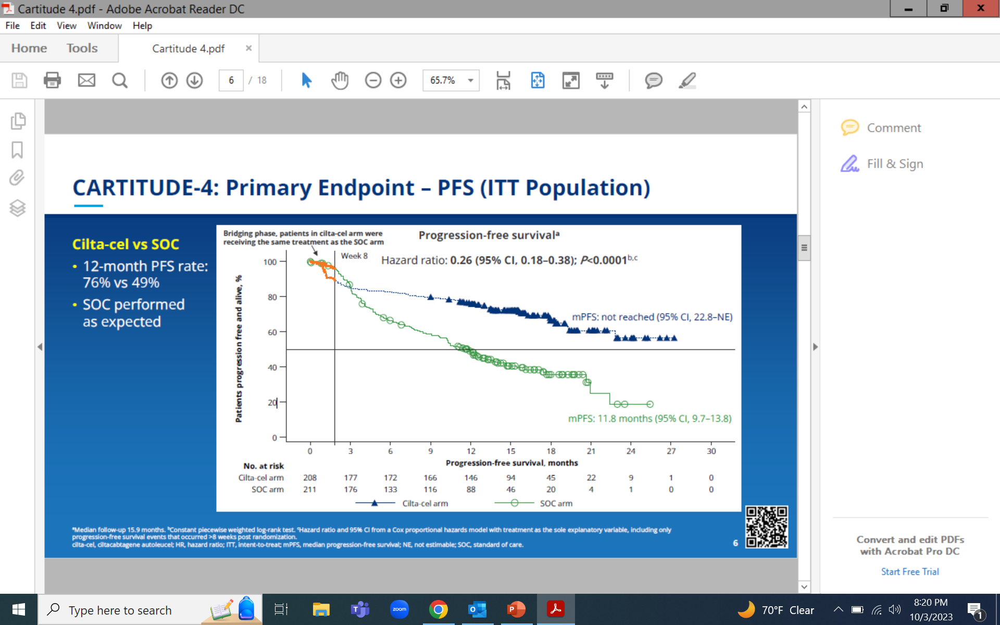 Cartitude 4.pdf - Adobe Acrobat Reader DC
File Edit View Window Help
Home Tools Cartitude 4.pdf ×
6 / 18 65.7%
Comment
Fill & Sign
CARTITUDE-4: Primary Endpoint – PFS (ITT Population)
Cilta-cel vs SOC
• 12-month PFS rate:
76% vs 49%
• SOC performed
as expected
Bridging phase, patients in cilta-cel arm were
receiving the same treatment as the SOC arm
Progression-free survivalᵃ
Week 8
Hazard ratio: 0.26 (95% CI, 0.18–0.38); P<0.0001ᵇ,ᶜ
Patients progression free and alive, %
100
80
60
40
20
0
mPFS: not reached (95% CI, 22.8–NE)
mPFS: 11.8 months (95% CI, 9.7–13.8)
0 3 6 9 12 15 18 21 24 27 30
Progression-free survival, months
No. at risk
Cilta-cel arm 208 177 172 166 146 94 45 22 9 1 0
SOC arm 211 176 133 116 88 46 20 4 1 0 0
Cilta-cel arm SOC arm
ᵃMedian follow-up 15.9 months. ᵇConstant piecewise weighted log-rank test. ᶜHazard ratio and 95% CI from a Cox proportional hazards model with treatment as the sole explanatory variable, including only
progression-free survival events that occurred >8 weeks post randomization.
cilta-cel, ciltacabtagene autoleucel; HR, hazard ratio; ITT, intent-to-treat; mPFS, median progression-free survival; NE, not estimable; SOC, standard of care.
6
Convert and edit PDFs
with Acrobat Pro DC
Start Free Trial
Type here to search
zoom
70°F Clear
8:20 PM
10/3/2023
1